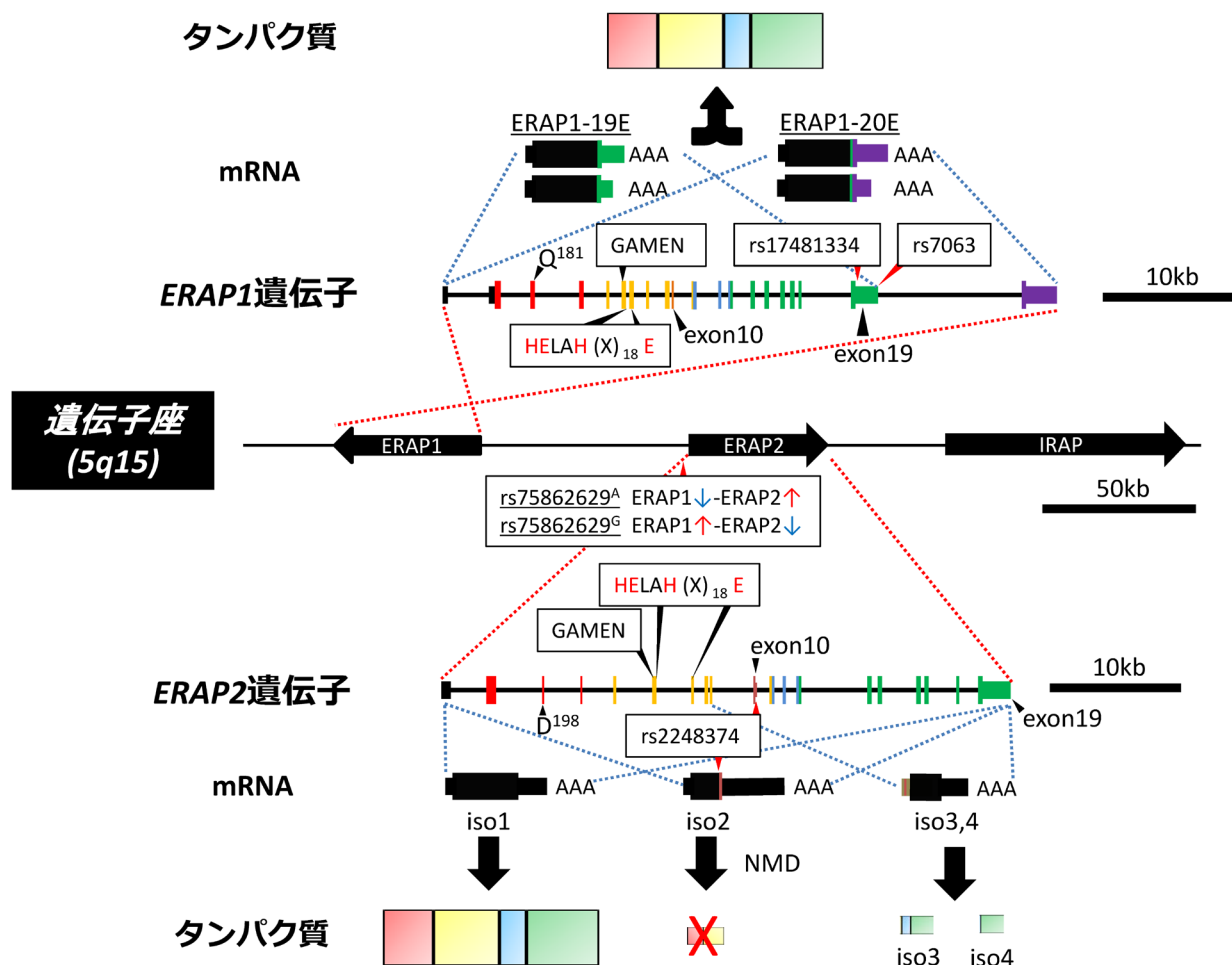 タンパク質
ERAP1-19E
ERAP1-20E
mRNA
AAA
AAA
AAA
AAA
GAMEN
rs17481334
rs7063
Q181
ERAP1遺伝子
10kb
HELAH (X) 18 E
exon10
exon19
遺伝子座
(5q15)
ERAP1
ERAP2
IRAP
50kb
rs75862629A ERAP1↓-ERAP2↑
rs75862629G ERAP1↑-ERAP2↓
HELAH (X) 18 E
GAMEN
exon10
ERAP2遺伝子
10kb
D198
exon19
rs2248374
mRNA
AAA
AAA
AAA
iso1
iso2
iso3,4
NMD
タンパク質
X
iso3
iso4